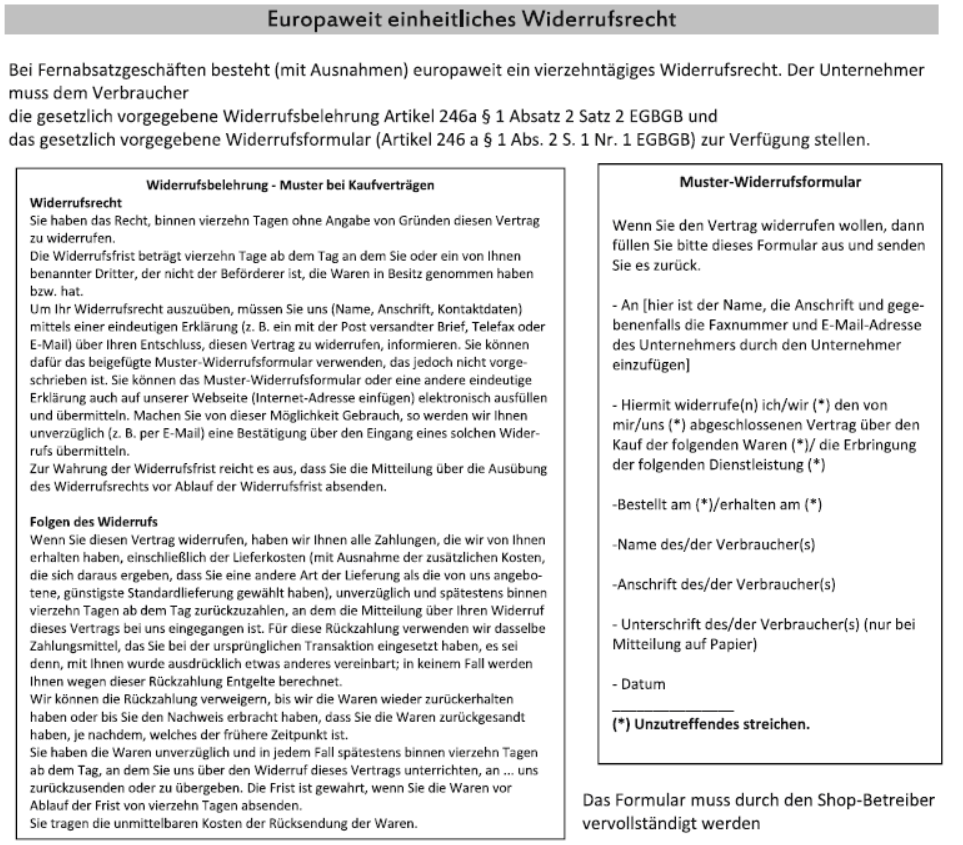 Europaweit einheitliches Widerrufsrecht
Bei Fernabsatzgeschäften besteht (mit Ausnahmen) europaweit ein vierzehntägiges Widerrufsrecht. Der Unternehmer
muss dem Verbraucher
die gesetzlich vorgegebene Widerrufsbelehrung Artikel 246a § 1 Absatz 2 Satz 2 EGBGB und
das gesetzlich vorgegebene Widerrufsformular (Artikel 246 a § 1 Abs. 2 S. 1 Nr. 1 EGBGB) zur Verfügung stellen.
Widerrufsbelehrung - Muster bei Kaufverträgen
Widerrufsrecht
Sie haben das Recht, binnen vierzehn Tagen ohne Angabe von Gründen diesen Vertrag
zu widerrufen.
Die Widerrufsfrist beträgt vierzehn Tage ab dem Tag an dem Sie oder ein von Ihnen
benannter Dritter, der nicht der Beförderer ist, die Waren in Besitz genommen haben
bzw. hat.
Um Ihr Widerrufsrecht auszuüben, müssen Sie uns (Name, Anschrift, Kontaktdaten)
mittels einer eindeutigen Erklärung (z. B. ein mit der Post versandter Brief, Telefax oder
E-Mail) über Ihren Entschluss, diesen Vertrag zu widerrufen, informieren. Sie können
dafür das beigefügte Muster-Widerrufsformular verwenden, das jedoch nicht vorge-
schrieben ist. Sie können das Muster-Widerrufsformular oder eine andere eindeutige
Erklärung auch auf unserer Webseite (Internet-Adresse einfügen) elektronisch ausfüllen
und übermitteln. Machen Sie von dieser Möglichkeit Gebrauch, so werden wir Ihnen
unverzüglich (z. B. per E-Mail) eine Bestätigung über den Eingang eines solchen Wider-
rufs übermitteln.
Zur Wahrung der Widerrufsfrist reicht es aus, dass Sie die Mitteilung über die Ausübung
des Widerrufsrechts vor Ablauf der Widerrufsfrist absenden.
Folgen des Widerrufs
Wenn Sie diesen Vertrag widerrufen, haben wir Ihnen alle Zahlungen, die wir von Ihnen
erhalten haben, einschließlich der Lieferkosten (mit Ausnahme der zusätzlichen Kosten,
die sich daraus ergeben, dass Sie eine andere Art der Lieferung als die von uns angebo-
tene, günstigste Standardlieferung gewählt haben), unverzüglich und spätestens binnen
vierzehn Tagen ab dem Tag zurückzuzahlen, an dem die Mitteilung über Ihren Widerruf
dieses Vertrags bei uns eingegangen ist. Für diese Rückzahlung verwenden wir dasselbe
Zahlungsmittel, das Sie bei der ursprünglichen Transaktion eingesetzt haben, es sei
denn, mit Ihnen wurde ausdrücklich etwas anderes vereinbart; in keinem Fall werden
Ihnen wegen dieser Rückzahlung Entgelte berechnet.
Wir können die Rückzahlung verweigern, bis wir die Waren wieder zurückerhalten
haben oder bis Sie den Nachweis erbracht haben, dass Sie die Waren zurückgesandt
haben, je nachdem, welches der frühere Zeitpunkt ist.
Sie haben die Waren unverzüglich und in jedem Fall spätestens binnen vierzehn Tagen
ab dem Tag, an dem Sie uns über den Widerruf dieses Vertrags unterrichten, an ... uns
zurückzusenden oder zu übergeben. Die Frist ist gewahrt, wenn Sie die Waren vor
Ablauf der Frist von vierzehn Tagen absenden.
Sie tragen die unmittelbaren Kosten der Rücksendung der Waren.
Muster-Widerrufsformular
Wenn Sie den Vertrag widerrufen wollen, dann
füllen Sie bitte dieses Formular aus und senden
Sie es zurück.
- An [hier ist der Name, die Anschrift und gege-
benenfalls die Faxnummer und E-Mail-Adresse
des Unternehmers durch den Unternehmer
einzufügen]
- Hiermit widerrufe(n) ich/wir (*) den von
mir/uns (*) abgeschlossenen Vertrag über den
Kauf der folgenden Waren (*)/ die Erbringung
der folgenden Dienstleistung (*)
-Bestellt am (*)/erhalten am (*)
-Name des/der Verbraucher(s)
-Anschrift des/der Verbraucher(s)
- Unterschrift des/der Verbraucher(s) (nur bei
Mitteilung auf Papier)
- Datum
_______________
(*) Unzutreffendes streichen.
Das Formular muss durch den Shop-Betreiber
vervollständigt werden